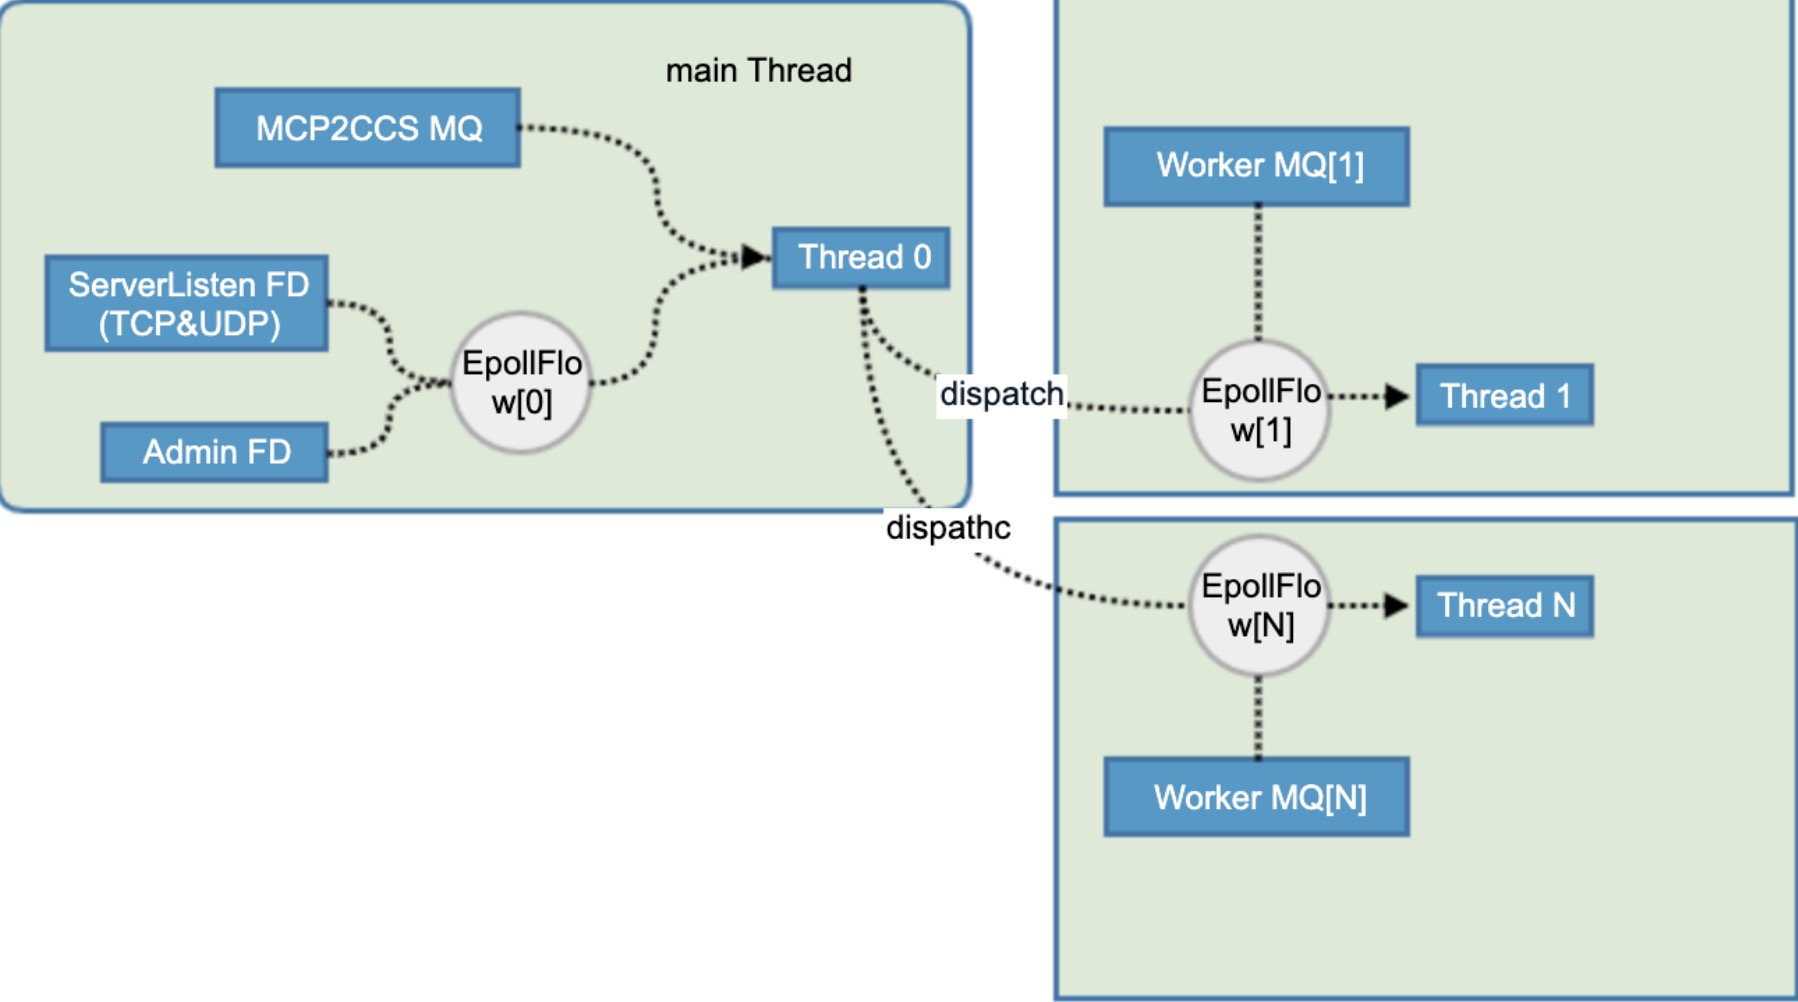 main Thread
MCP2CCS MQ
Thread 0
ServerListen FD
(TCP&UDP)
EpollFlo
w[0]
Admin FD
dispatch
dispathc
Worker MQ[1]
EpollFlo
w[1]
Thread 1
EpollFlo
w[N]
Thread N
Worker MQ[N]